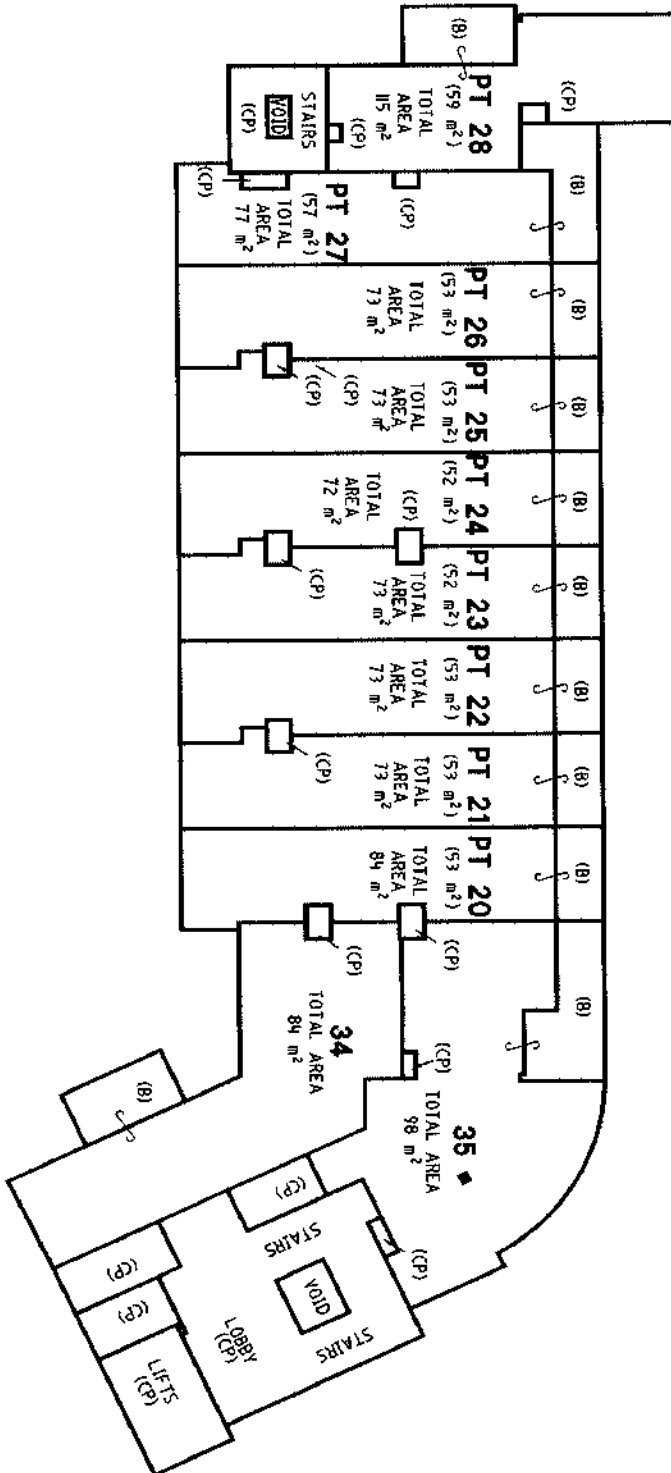 (B)
(CP)
PT 28
(59 m²)
TOTAL
AREA
115 m²
(CP)
STAIRS
VOID
(CP)
(B)
(CP)
(CP)
PT 27
(57 m²)
TOTAL
AREA
77 m²
(B)
PT 26
(53 m²)
TOTAL
AREA
73 m²
(CP)
(CP)
(B)
PT 25
(53 m²)
TOTAL
AREA
73 m²
(B)
PT 24
(52 m²)
TOTAL
AREA
72 m²
(CP)
(CP)
(B)
PT 23
(52 m²)
TOTAL
AREA
73 m²
(B)
PT 22
(53 m²)
TOTAL
AREA
73 m²
(CP)
(B)
PT 21
(53 m²)
TOTAL
AREA
73 m²
(B)
PT 20
(53 m²)
TOTAL
AREA
84 m²
(CP)
(CP)
(B)
34
TOTAL AREA
84 m²
(B)
(CP)
35
TOTAL AREA
98 m²
(CP)
(CP)
STAIRS
VOID
STAIRS
LOBBY
(CP)
(CP)
(CP)
LIFTS
(CP)